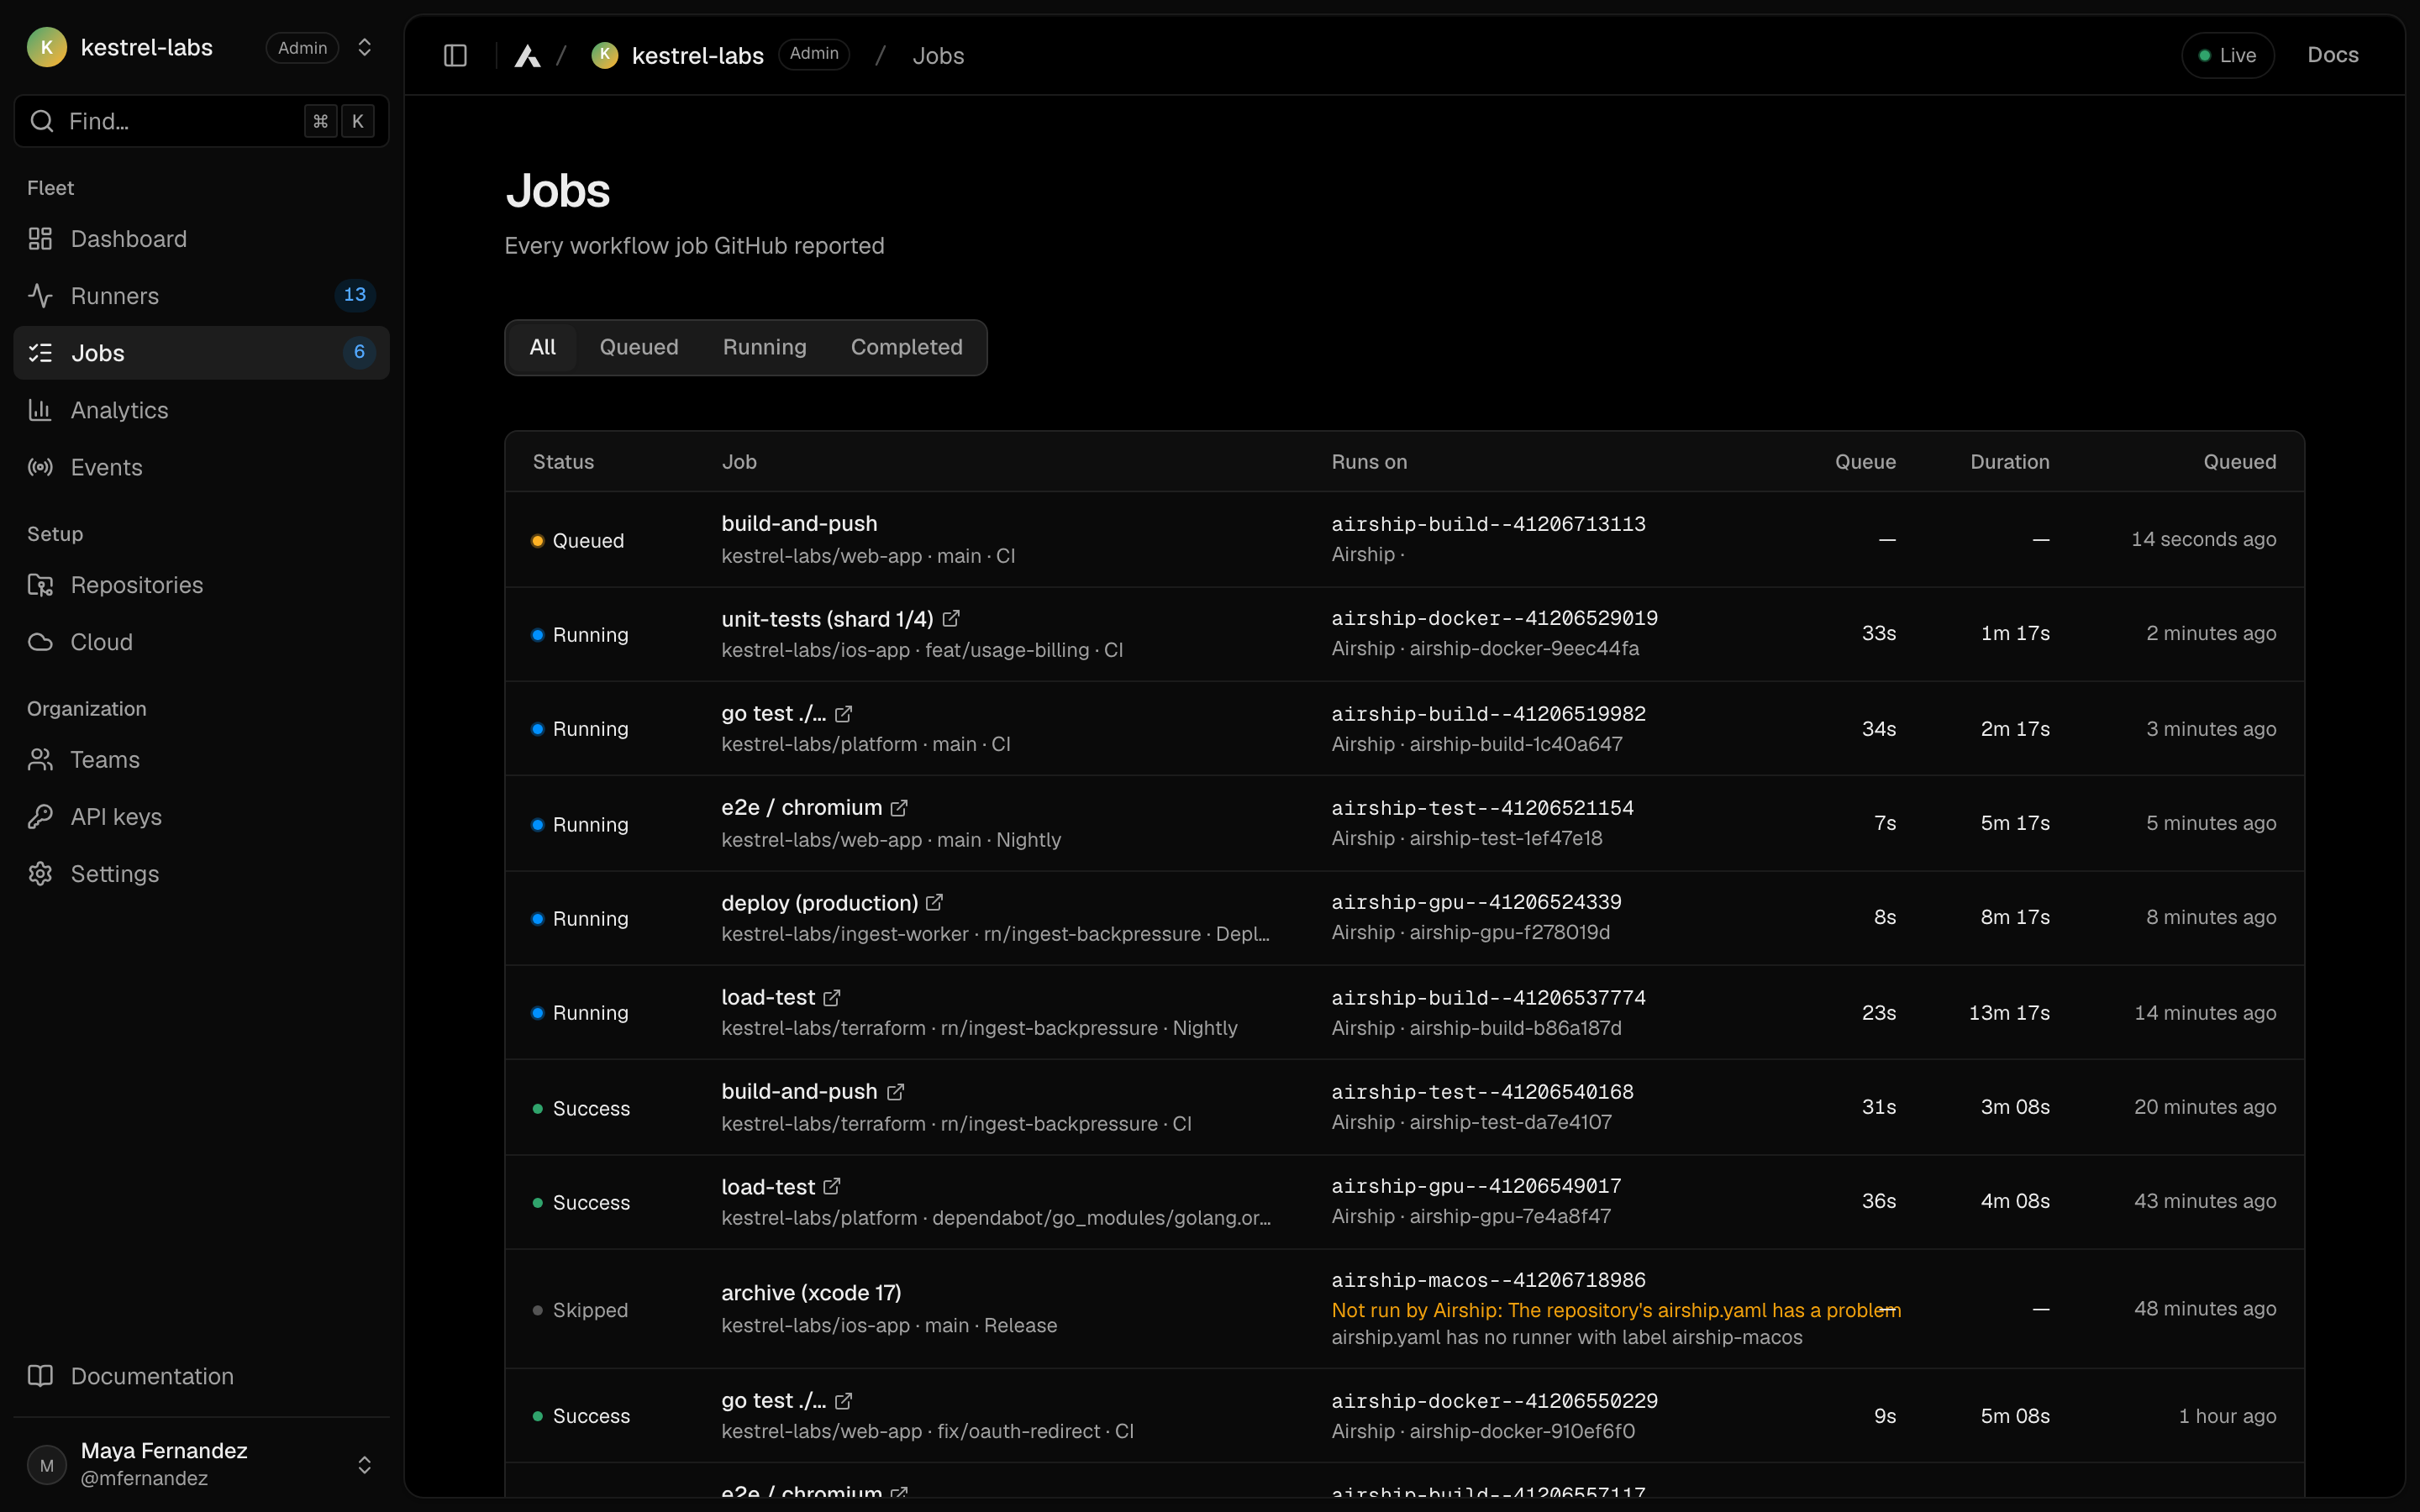 K kestrel-labs Admin
Find... ⌘ K
Fleet
Dashboard
Runners 13
Jobs 6
Analytics
Events
Setup
Repositories
Cloud
Organization
Teams
API keys
Settings
Documentation
M Maya Fernandez
@mfernandez
/ K kestrel-labs Admin / Jobs
Live Docs
Jobs
Every workflow job GitHub reported
All Queued Running Completed
Status Job Runs on Queue Duration Queued
Queued build-and-push airship-build--41206713113 — — 14 seconds ago
kestrel-labs/web-app · main · CI Airship ·
Running unit-tests (shard 1/4) airship-docker--41206529019 33s 1m 17s 2 minutes ago
kestrel-labs/ios-app · feat/usage-billing · CI Airship · airship-docker-9eec44fa
Running go test ./... airship-build--41206519982 34s 2m 17s 3 minutes ago
kestrel-labs/platform · main · CI Airship · airship-build-1c40a647
Running e2e / chromium airship-test--41206521154 7s 5m 17s 5 minutes ago
kestrel-labs/web-app · main · Nightly Airship · airship-test-1ef47e18
Running deploy (production) airship-gpu--41206524339 8s 8m 17s 8 minutes ago
kestrel-labs/ingest-worker · rn/ingest-backpressure · Depl... Airship · airship-gpu-f278019d
Running load-test airship-build--41206537774 23s 13m 17s 14 minutes ago
kestrel-labs/terraform · rn/ingest-backpressure · Nightly Airship · airship-build-b86a187d
Success build-and-push airship-test--41206540168 31s 3m 08s 20 minutes ago
kestrel-labs/terraform · rn/ingest-backpressure · CI Airship · airship-test-da7e4107
Success load-test airship-gpu--41206549017 36s 4m 08s 43 minutes ago
kestrel-labs/platform · dependabot/go_modules/golang.or... Airship · airship-gpu-7e4a8f47
Skipped archive (xcode 17) airship-macos--41206718986 — — 48 minutes ago
kestrel-labs/ios-app · main · Release Not run by Airship: The repository's airship.yaml has a problem
airship.yaml has no runner with label airship-macos
Success go test ./... airship-docker--41206550229 9s 5m 08s 1 hour ago
kestrel-labs/web-app · fix/oauth-redirect · CI Airship · airship-docker-910ef6f0
e2e / chromium airship-build--41206557117